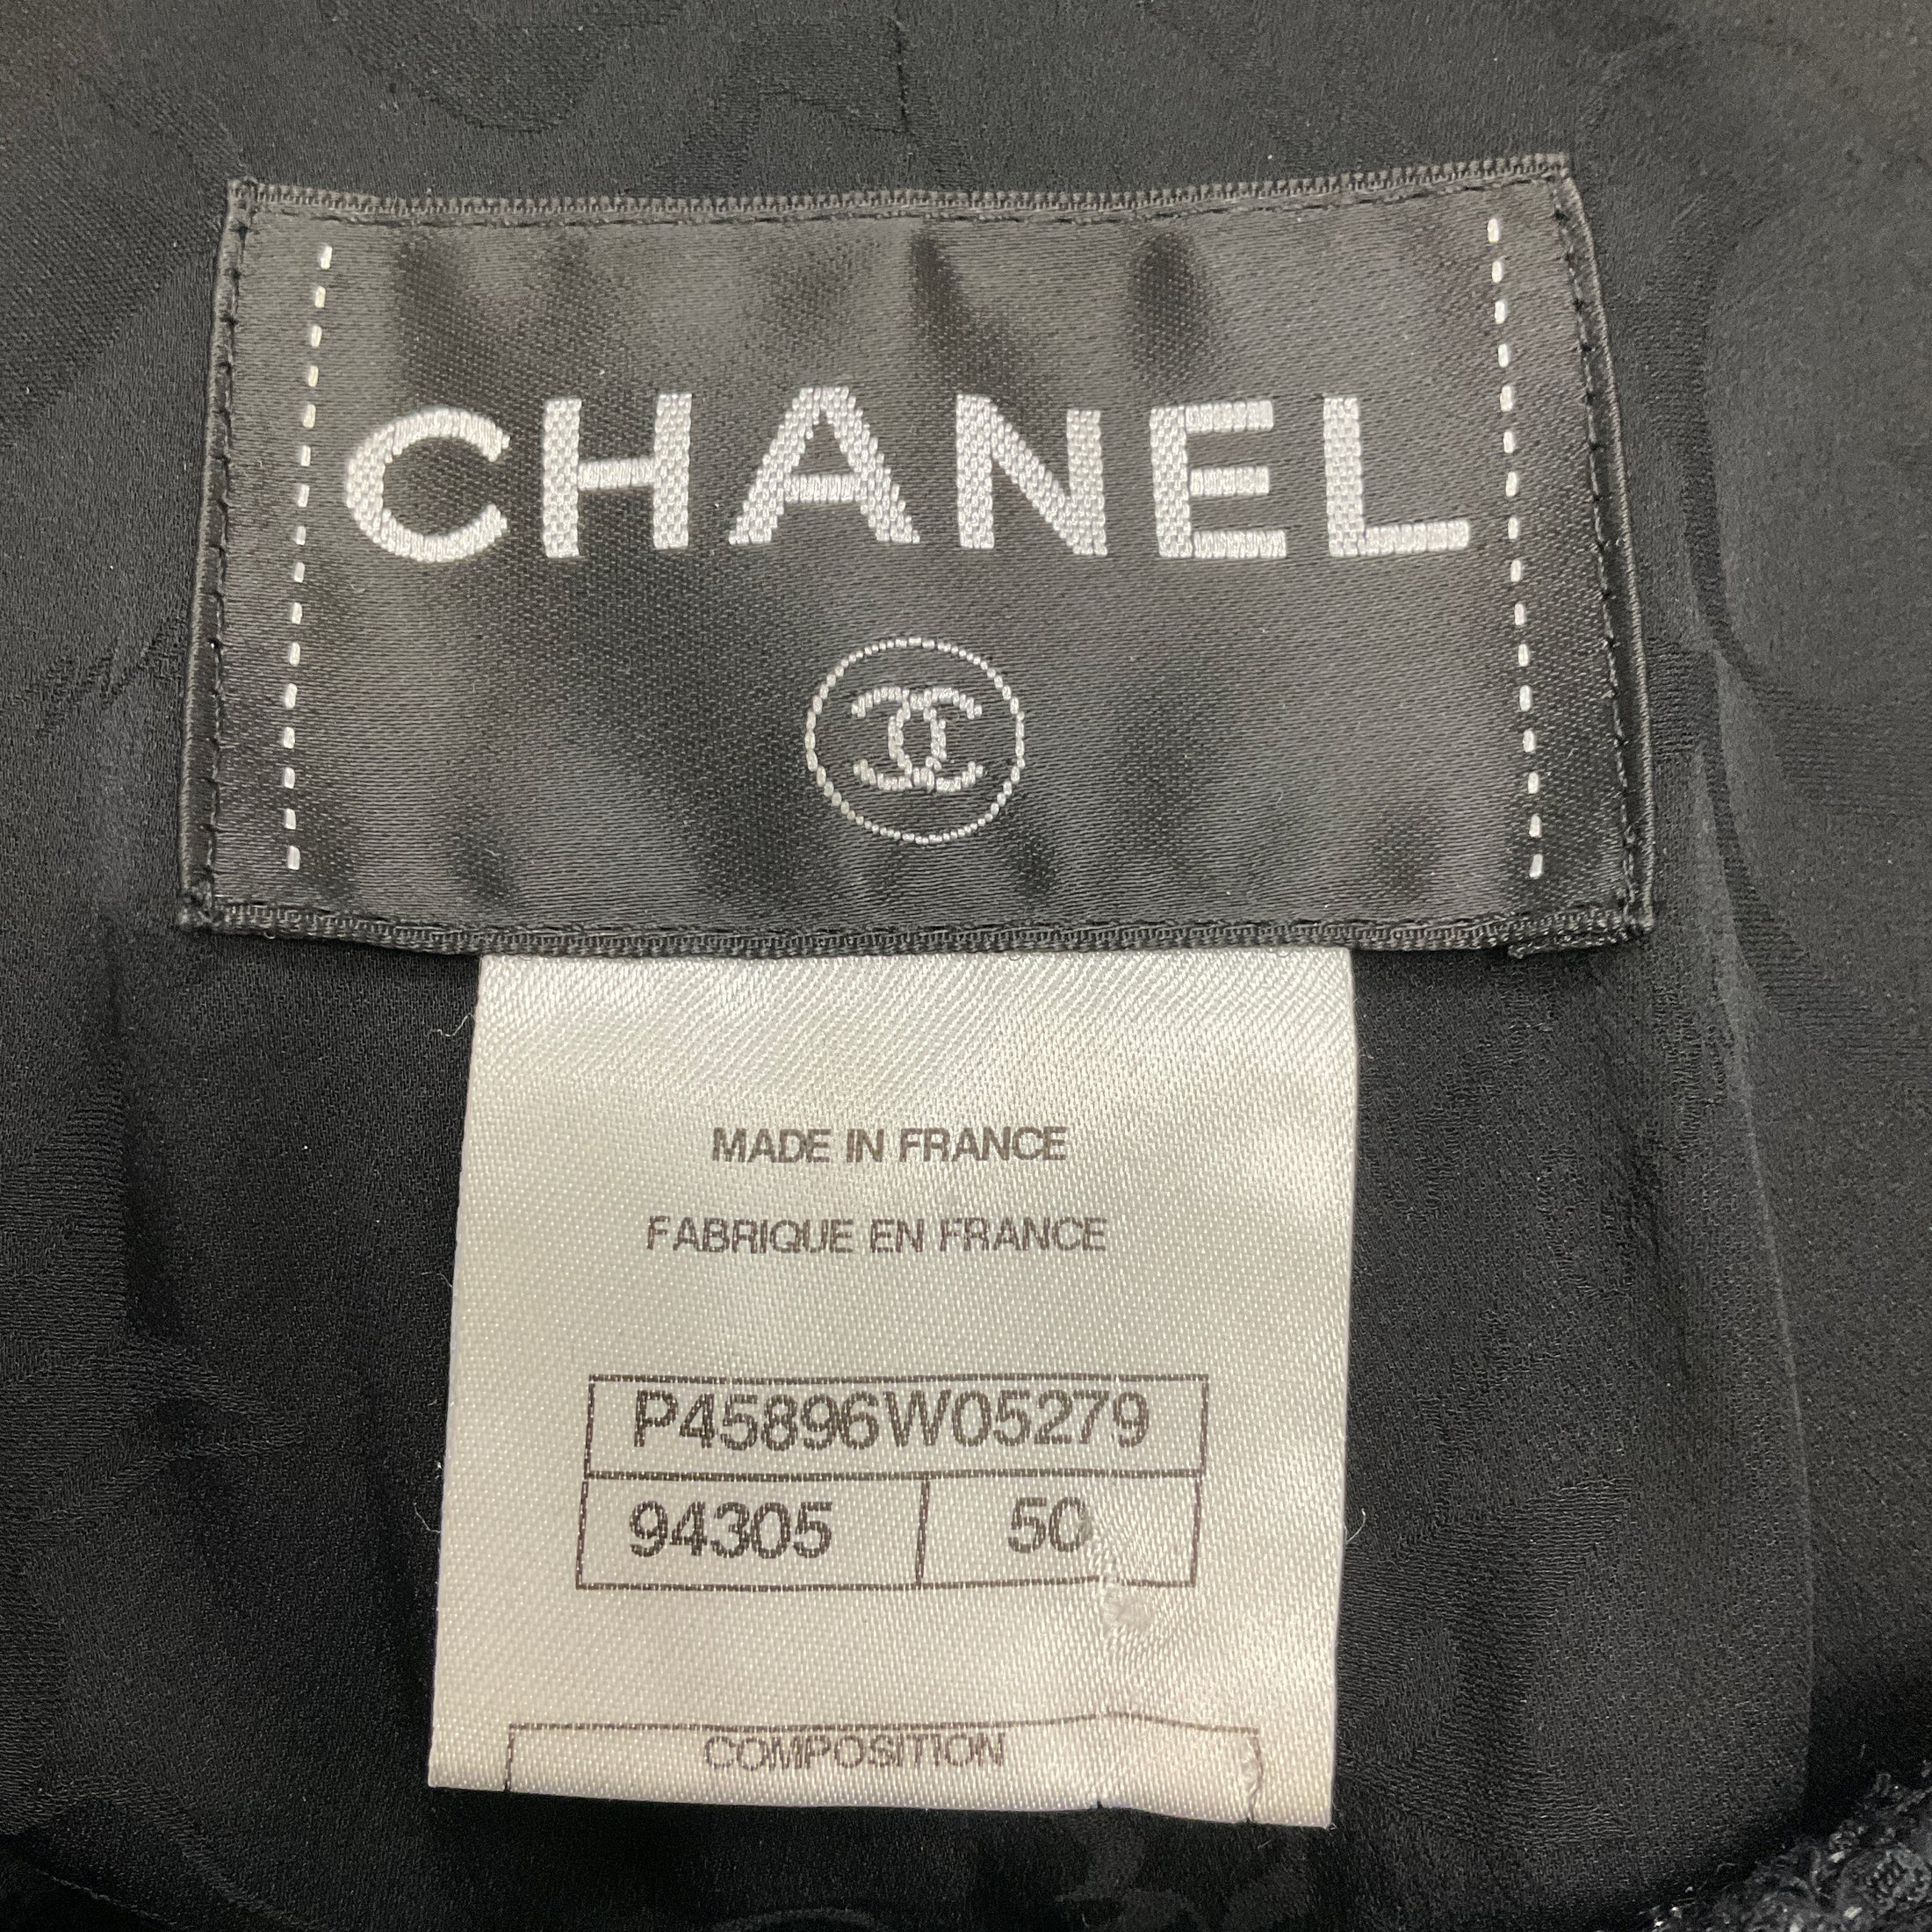 CHANEL
MADE IN FRANCE
FABRIQUE EN FRANCE
P45896W05279
94305 50
COMPOSITION